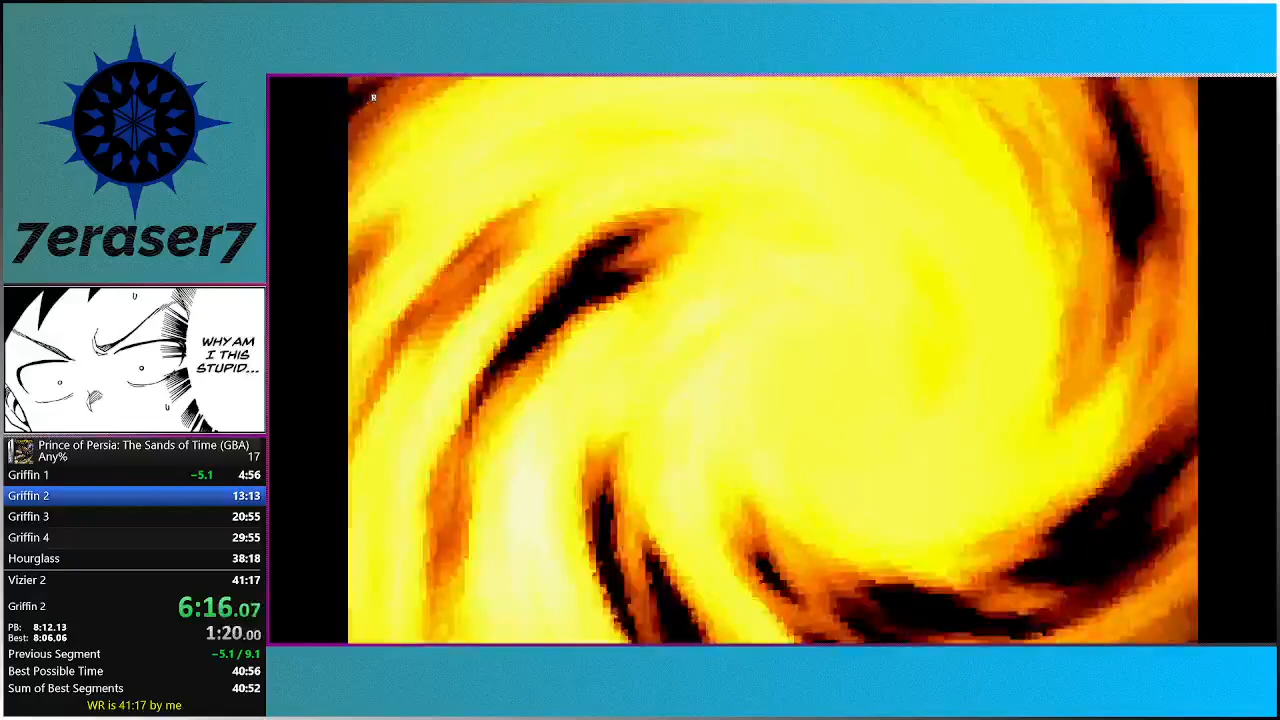 7eraser7
WHY AM
I THIS
STUPID...
Prince of Persia: The Sands of Time (GBA)
Any% 17
Griffin 1 −5.1 4:56
Griffin 2 13:13
Griffin 3 20:55
Griffin 4 29:55
Hourglass 38:18
Vizier 2 41:17
Griffin 2 6:16.07
PB: 8:12.13 1:20.00
Best: 8:06.06
Previous Segment −5.1 / 9.1
Best Possible Time 40:56
Sum of Best Segments 40:52
WR is 41:17 by me